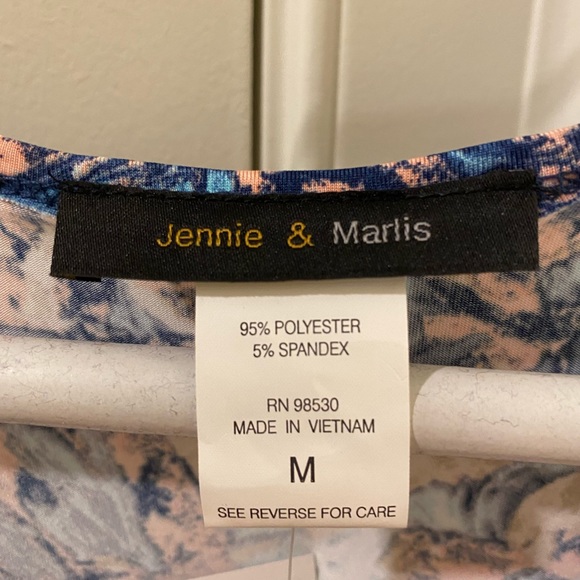 Jennie & Marlis
95% POLYESTER
5% SPANDEX
RN 98530
MADE IN VIETNAM
M
SEE REVERSE FOR CARE